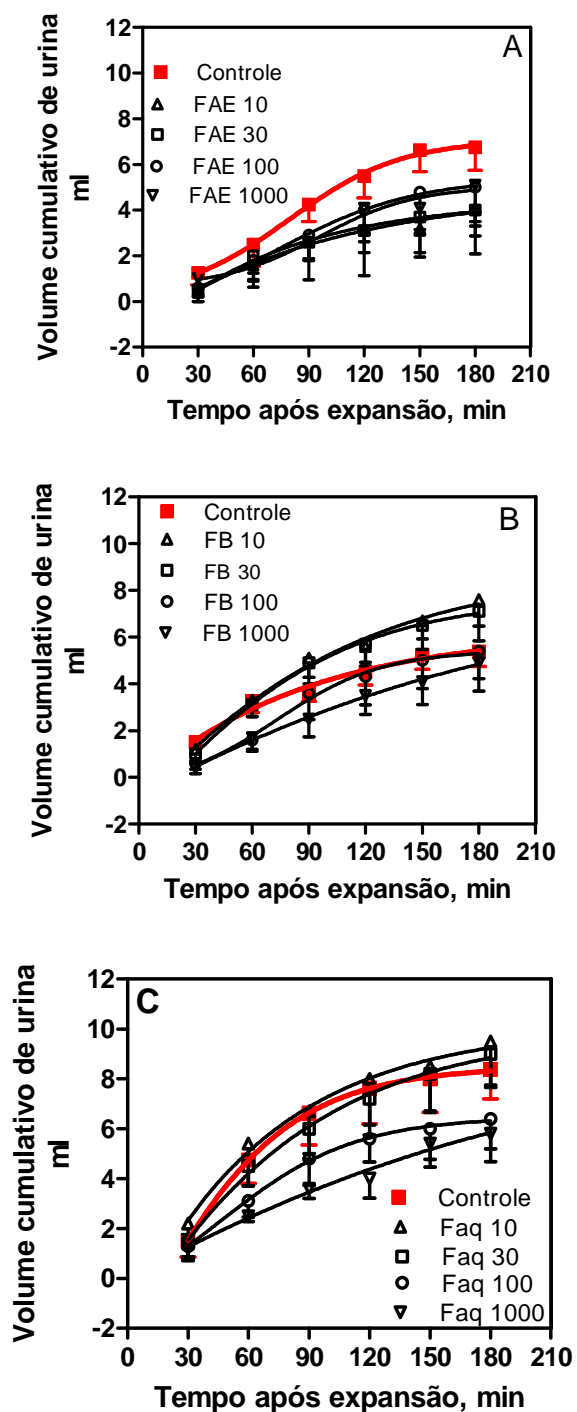 A
12
10
8
6
4
2
0
-2
Controle
FAE 10
FAE 30
FAE 100
FAE 1000
Volume cumulativo de urina
ml
0 30 60 90 120 150 180 210
Tempo após expansão, min
B
12
10
8
6
4
2
0
-2
Controle
FB 10
FB 30
FB 100
FB 1000
Volume cumulativo de urina
ml
0 30 60 90 120 150 180 210
Tempo após expansão, min
C
12
10
8
6
4
2
0
-2
Controle
Faq 10
Faq 30
Faq 100
Faq 1000
Volume cumulativo de urina
ml
0 30 60 90 120 150 180 210
Tempo após expansão, min